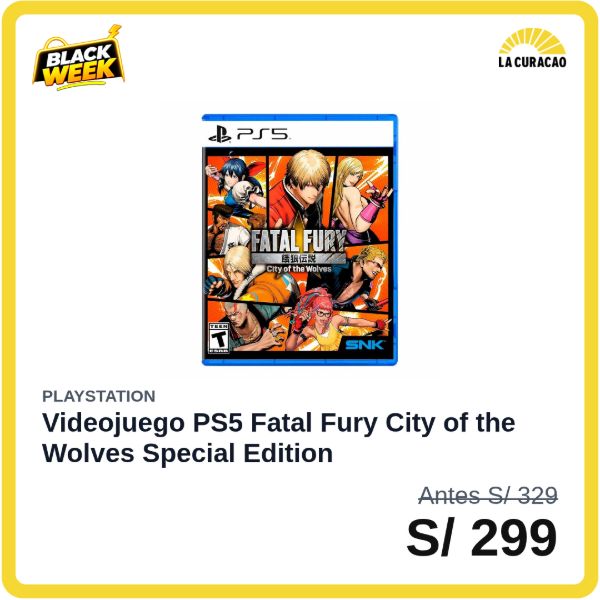 BLACK
WEEK
LA CURACAO
PS5
FATAL FURY
餓狼伝説
City of the Wolves
TEEN
T
ESRB
SNK
PLAYSTATION
Videojuego PS5 Fatal Fury City of the
Wolves Special Edition
Antes S/ 329
S/ 299